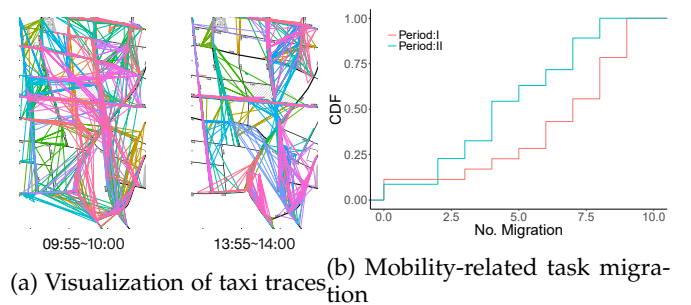 09:55~10:00
13:55~14:00
(a) Visualization of taxi traces
1.00
0.75
0.50
0.25
0.00
CDF
Period:I
Period:II
0.0 2.5 5.0 7.5 10.0
No. Migration
(b) Mobility-related task migra-
tion